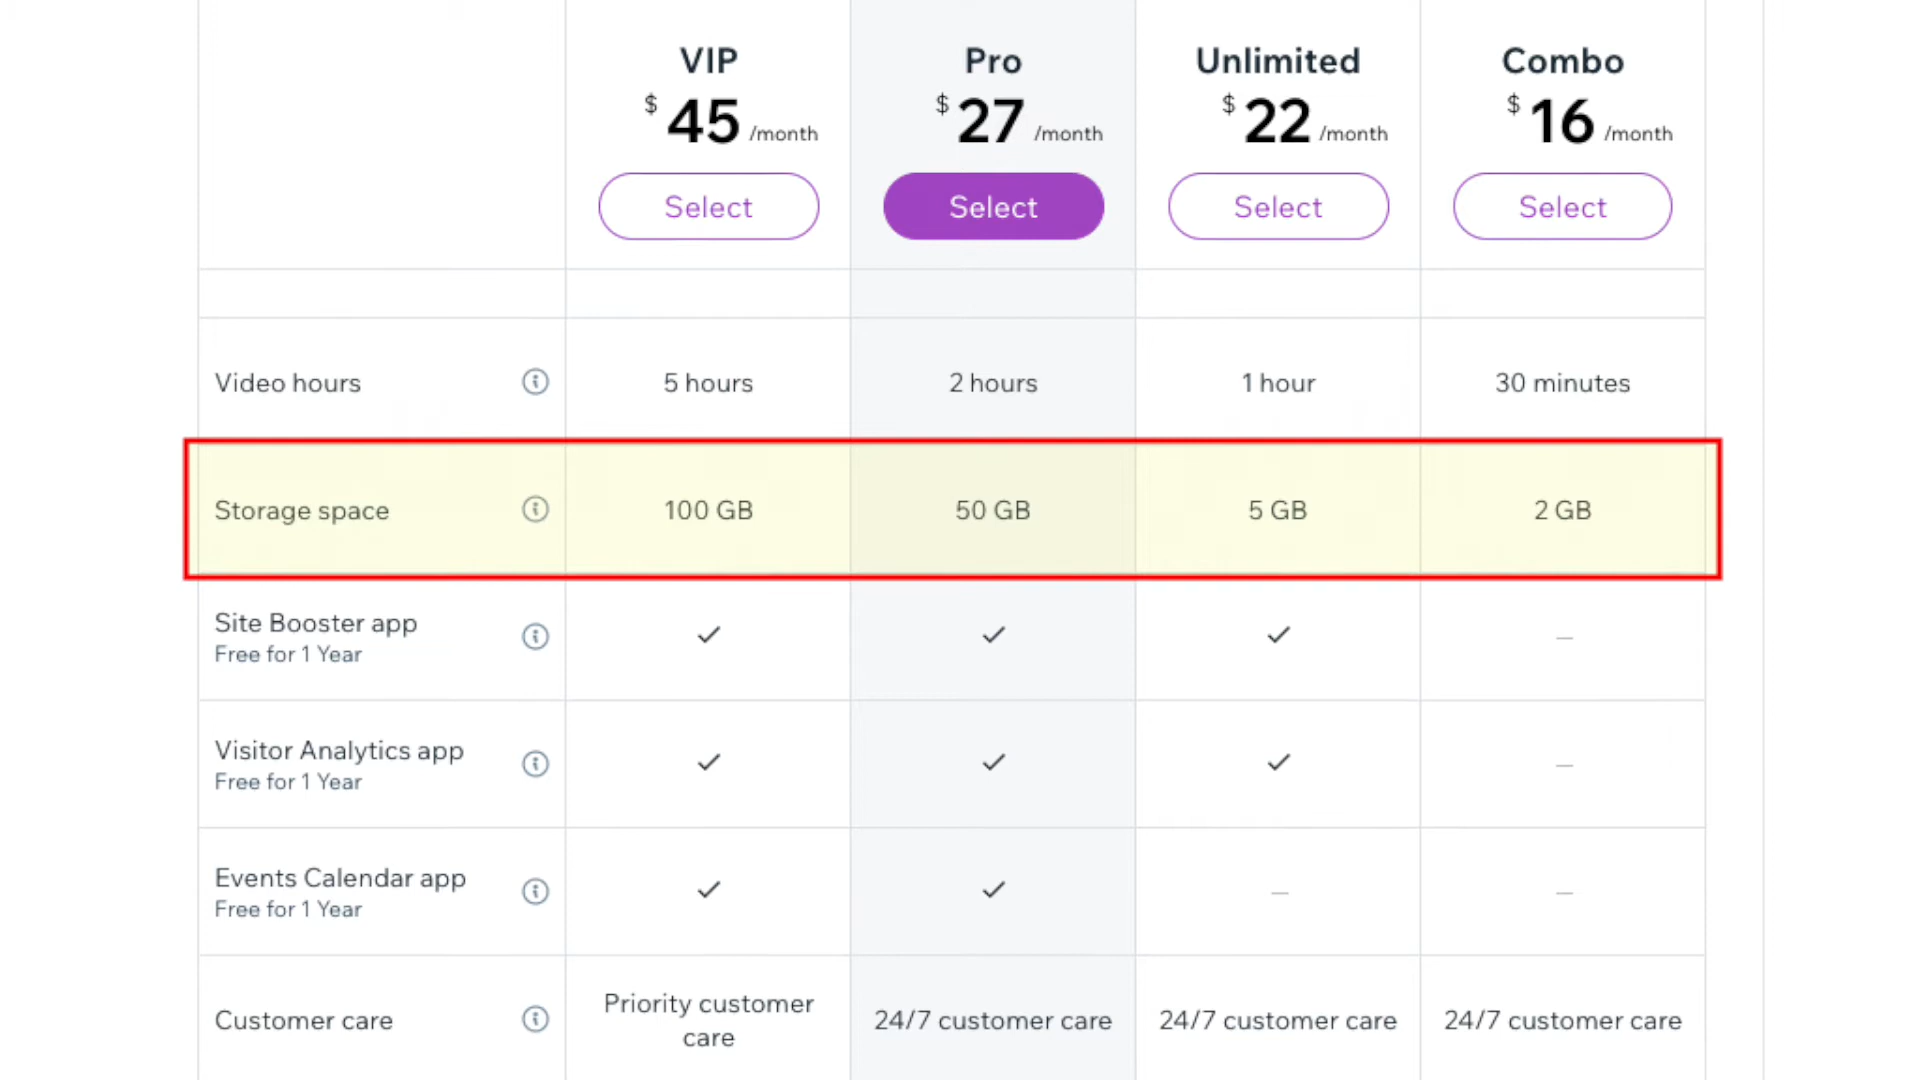 VIP
$ 45 /month
Select
Pro
$ 27 /month
Select
Unlimited
$ 22 /month
Select
Combo
$ 16 /month
Select
Video hours
5 hours
2 hours
1 hour
30 minutes
Storage space
100 GB
50 GB
5 GB
2 GB
Site Booster app
Free for 1 Year
Visitor Analytics app
Free for 1 Year
Events Calendar app
Free for 1 Year
Customer care
Priority customer
care
24/7 customer care
24/7 customer care
24/7 customer care